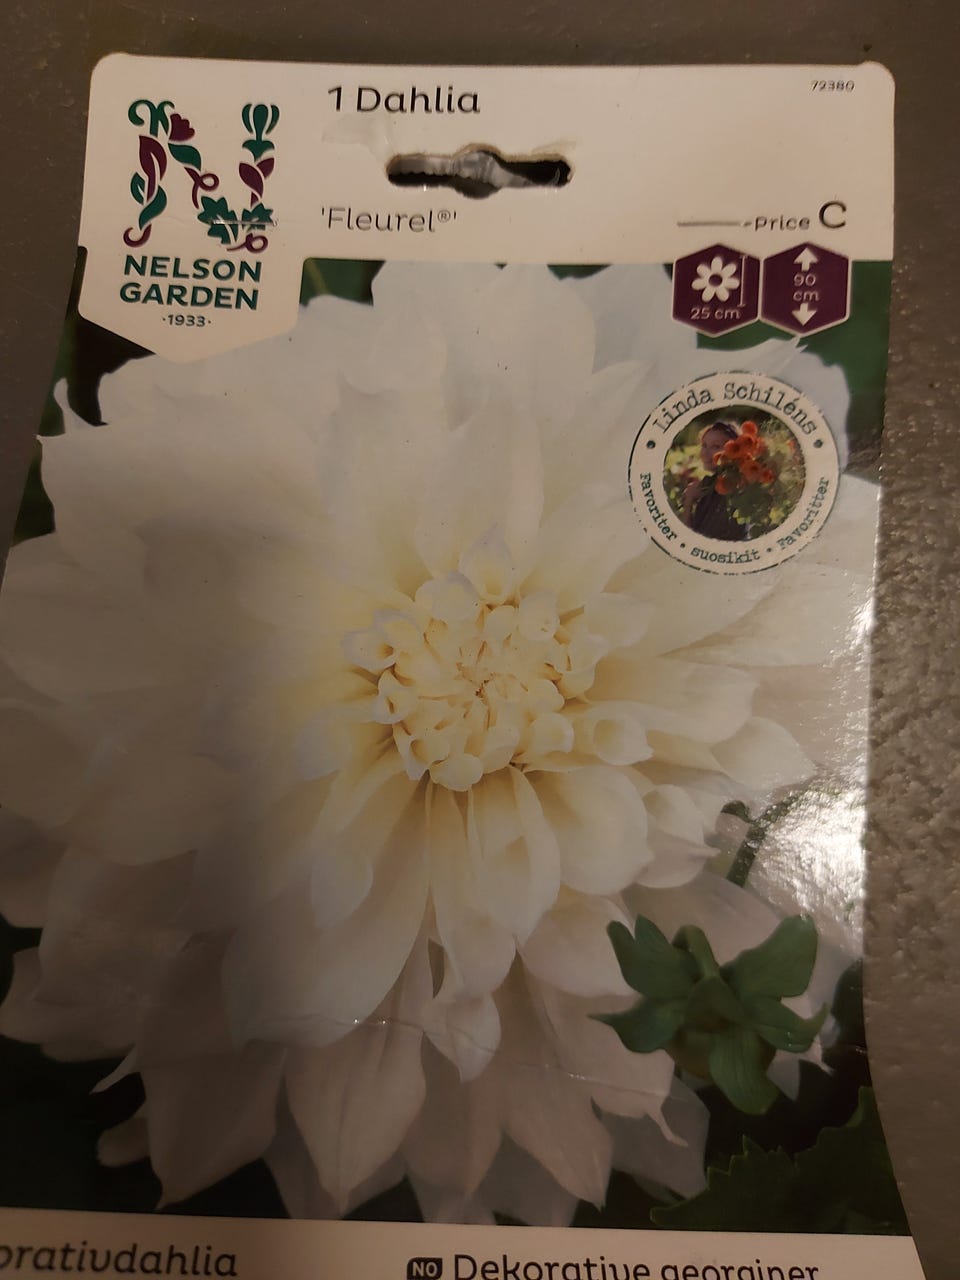 1 Dahlia
72380
'Fleurel®'
Price C
NELSON
GARDEN
·1933·
25 cm
90
cm
Linda Schiléns
Favoriter • suosikit • Favoritter
orativdahlia
NO Dekorative georginer